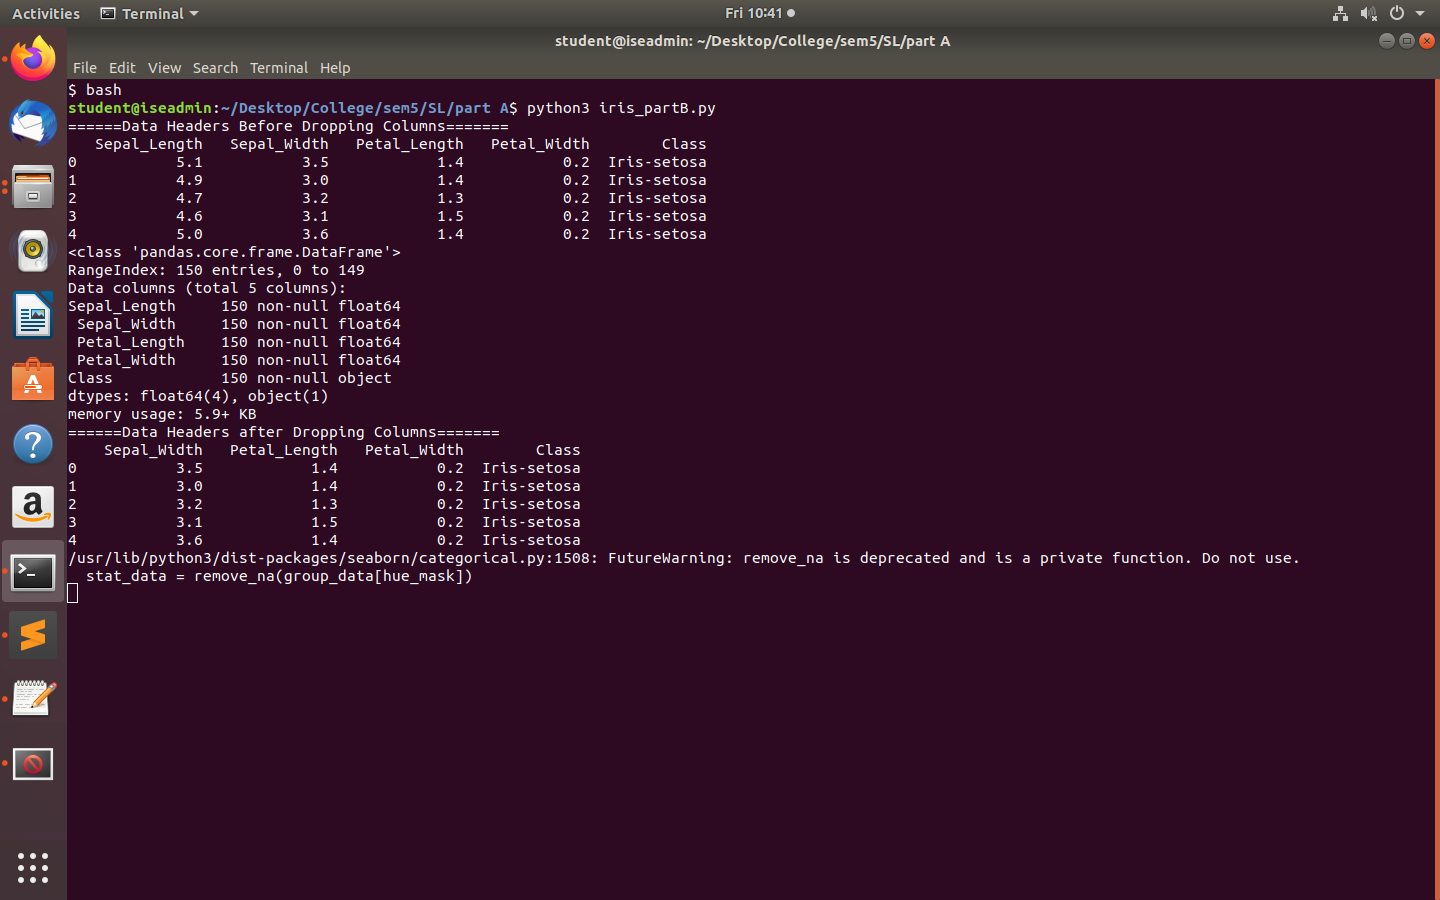 Activities Terminal Fri 10:41
student@iseadmin: ~/Desktop/College/sem5/SL/part A
File Edit View Search Terminal Help
$ bash
student@iseadmin:~/Desktop/College/sem5/SL/part A$ python3 iris_partB.py
======Data Headers Before Dropping Columns=======
   Sepal_Length   Sepal_Width   Petal_Length   Petal_Width        Class
0           5.1           3.5            1.4           0.2  Iris-setosa
1           4.9           3.0            1.4           0.2  Iris-setosa
2           4.7           3.2            1.3           0.2  Iris-setosa
3           4.6           3.1            1.5           0.2  Iris-setosa
4           5.0           3.6            1.4           0.2  Iris-setosa
<class 'pandas.core.frame.DataFrame'>
RangeIndex: 150 entries, 0 to 149
Data columns (total 5 columns):
Sepal_Length     150 non-null float64
 Sepal_Width     150 non-null float64
 Petal_Length    150 non-null float64
 Petal_Width     150 non-null float64
Class            150 non-null object
dtypes: float64(4), object(1)
memory usage: 5.9+ KB
======Data Headers after Dropping Columns=======
    Sepal_Width   Petal_Length   Petal_Width        Class
0           3.5            1.4           0.2  Iris-setosa
1           3.0            1.4           0.2  Iris-setosa
2           3.2            1.3           0.2  Iris-setosa
3           3.1            1.5           0.2  Iris-setosa
4           3.6            1.4           0.2  Iris-setosa
/usr/lib/python3/dist-packages/seaborn/categorical.py:1508: FutureWarning: remove_na is deprecated and is a private function. Do not use.
  stat_data = remove_na(group_data[hue_mask])